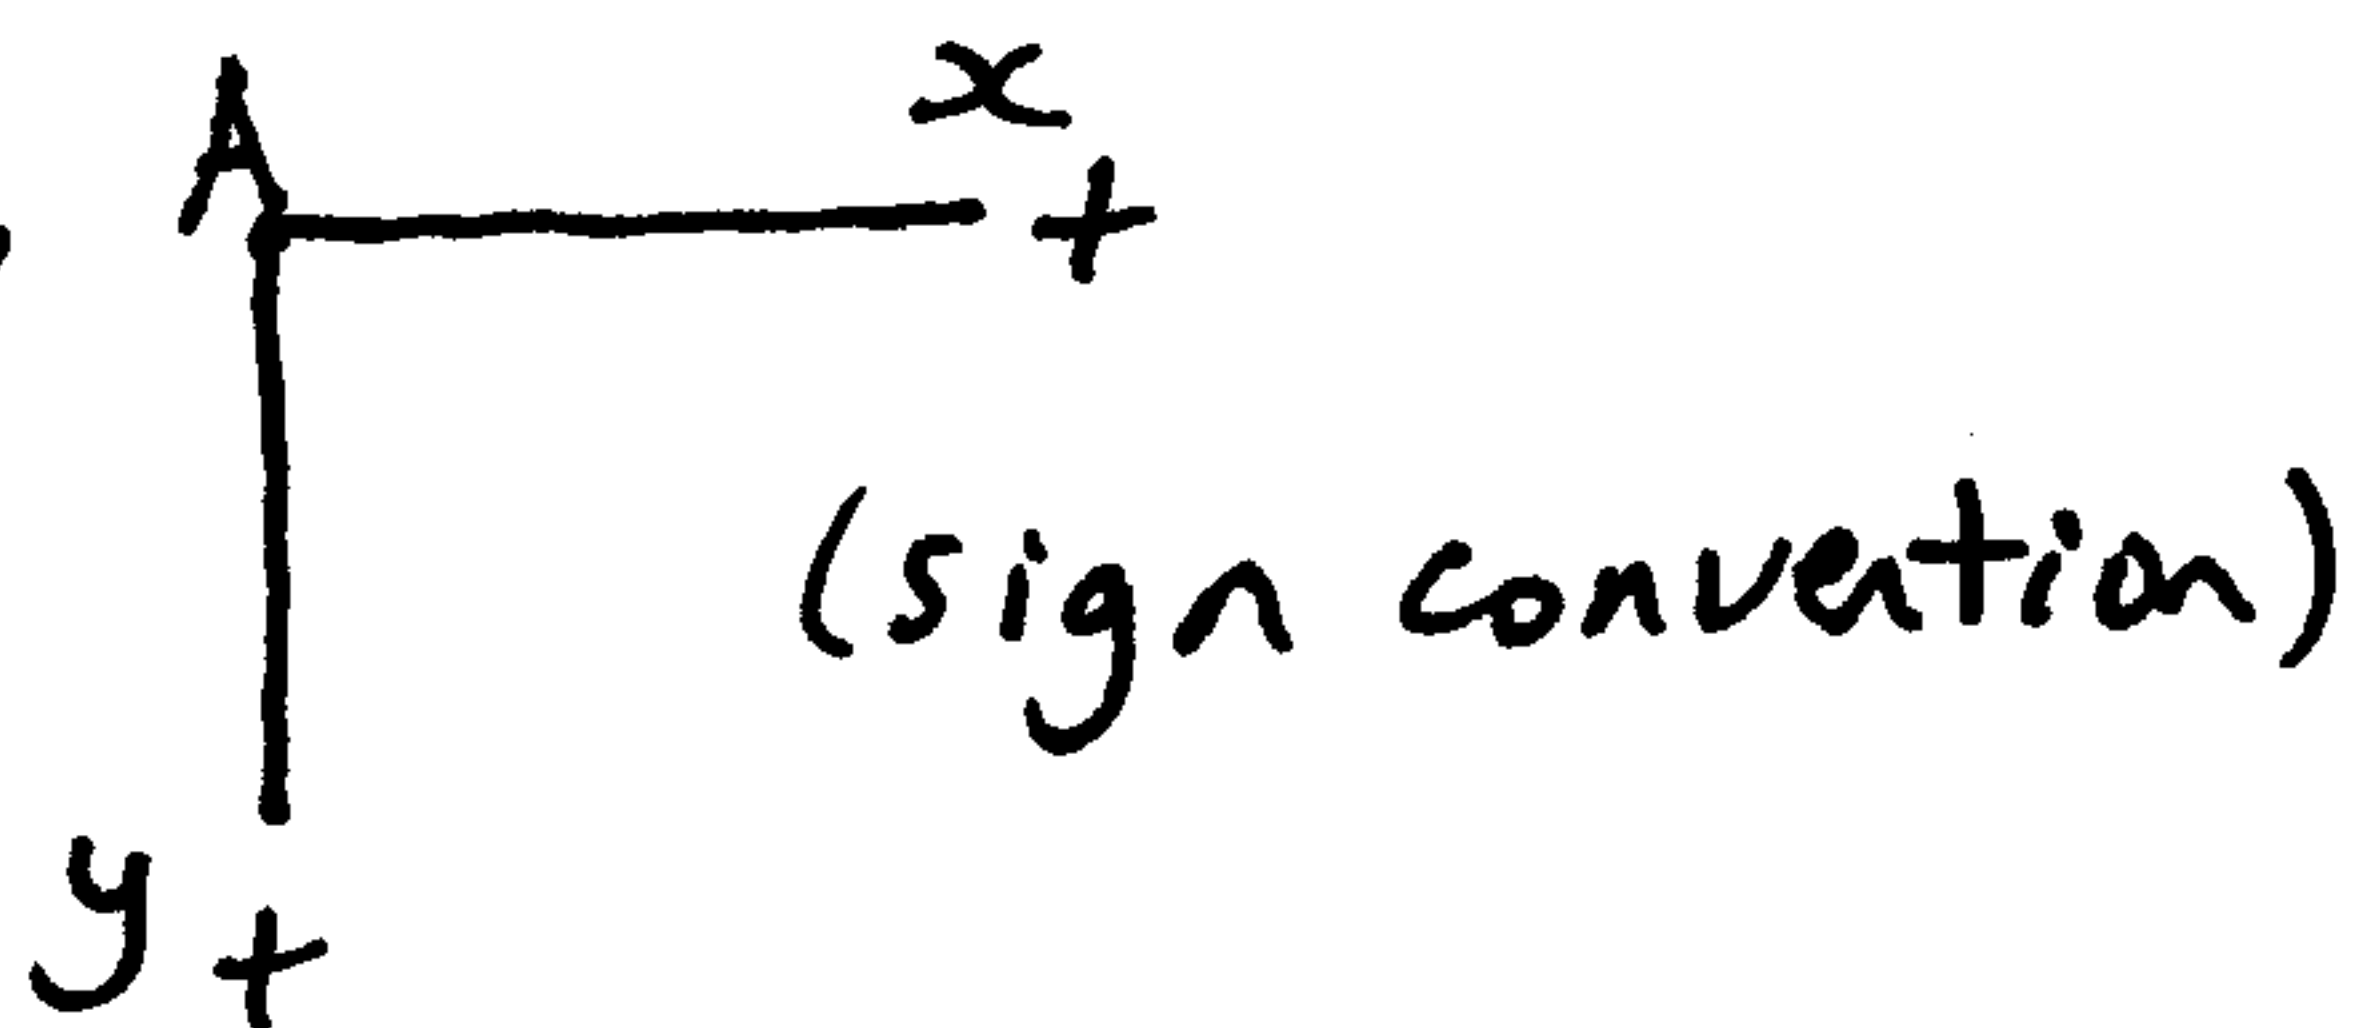 x
A
+
(sign convention)
y
+